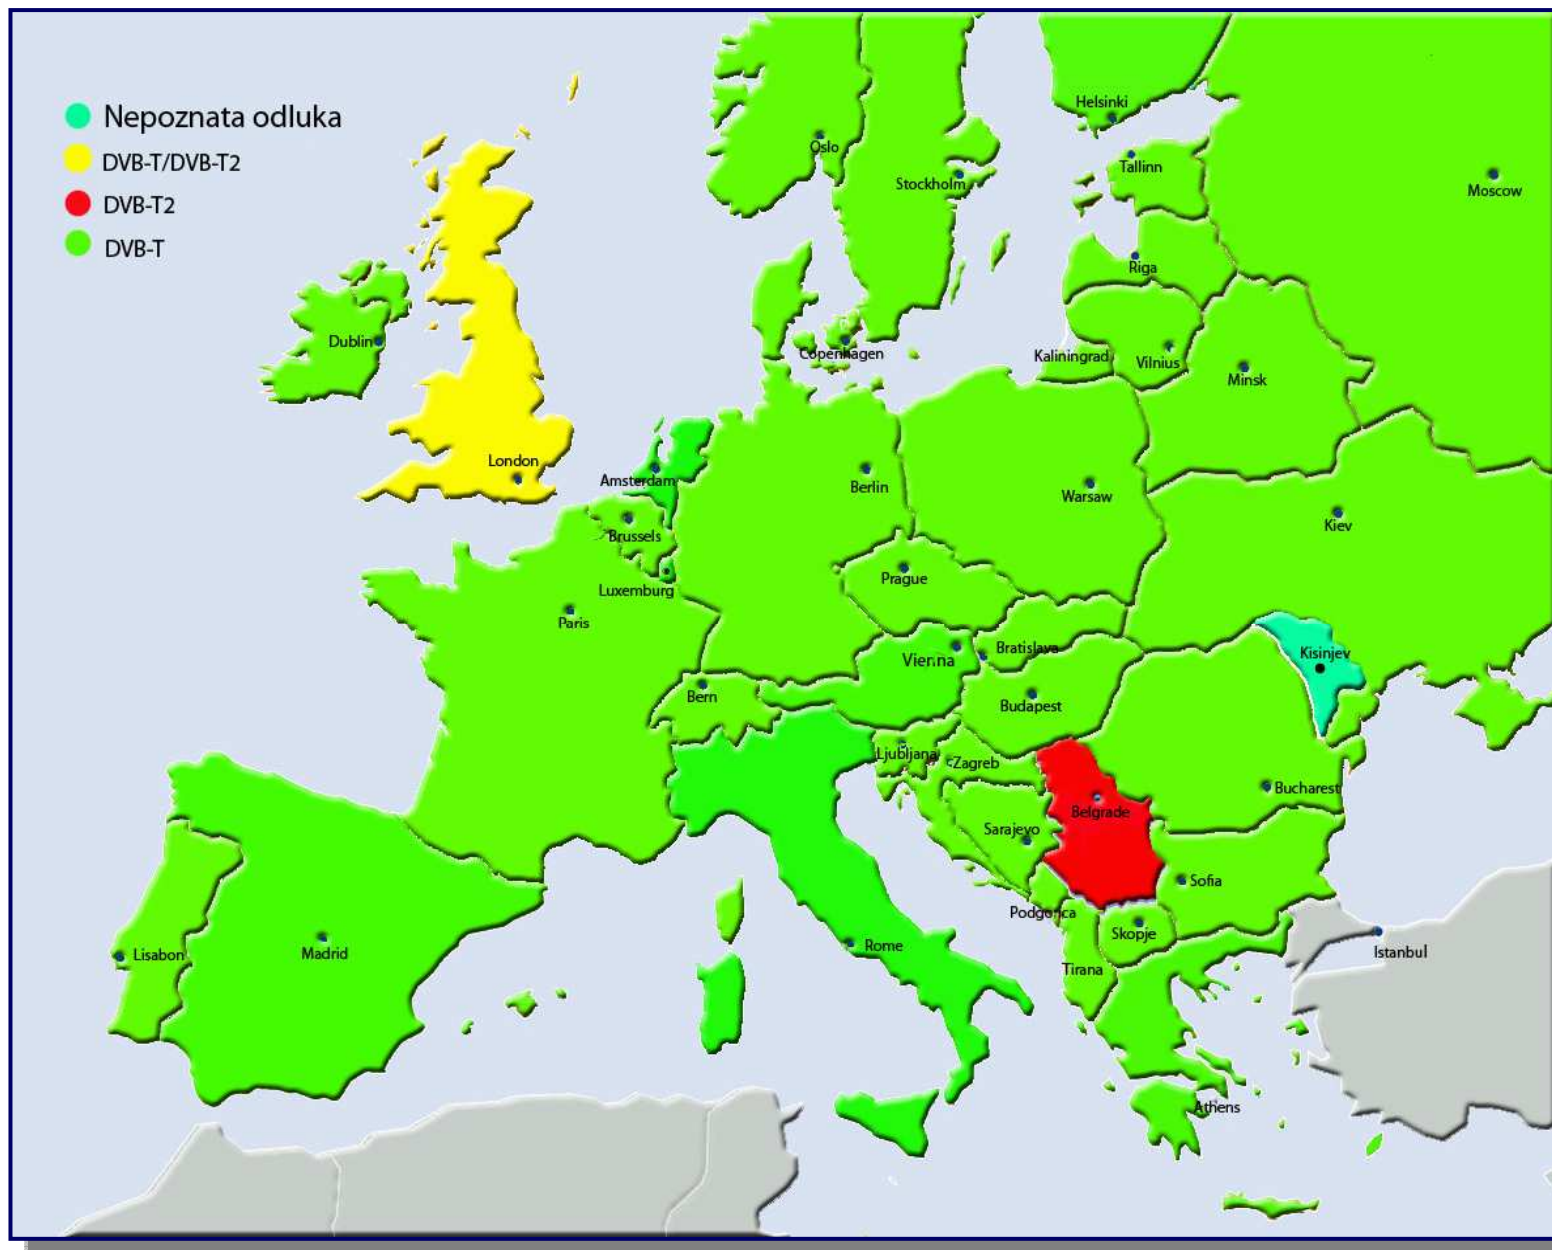 Nepoznata odluka
DVB-T/DVB-T2
DVB-T2
DVB-T
Helsinki
Oslo
Tallinn
Stockholm
Moscow
Riga
Dublin
Copenhagen
Kaliningrad
Vilnius
Minsk
London
Amsterdam
Berlin
Warsaw
Kiev
Brussels
Prague
Luxemburg
Paris
Bratislava
Kisinjev
Vienna
Bern
Budapest
Ljubljana
Zagreb
Bucharest
Belgrade
Sarajevo
Sofia
Podgorica
Skopje
Rome
Lisabon
Madrid
Istanbul
Tirana
Athens